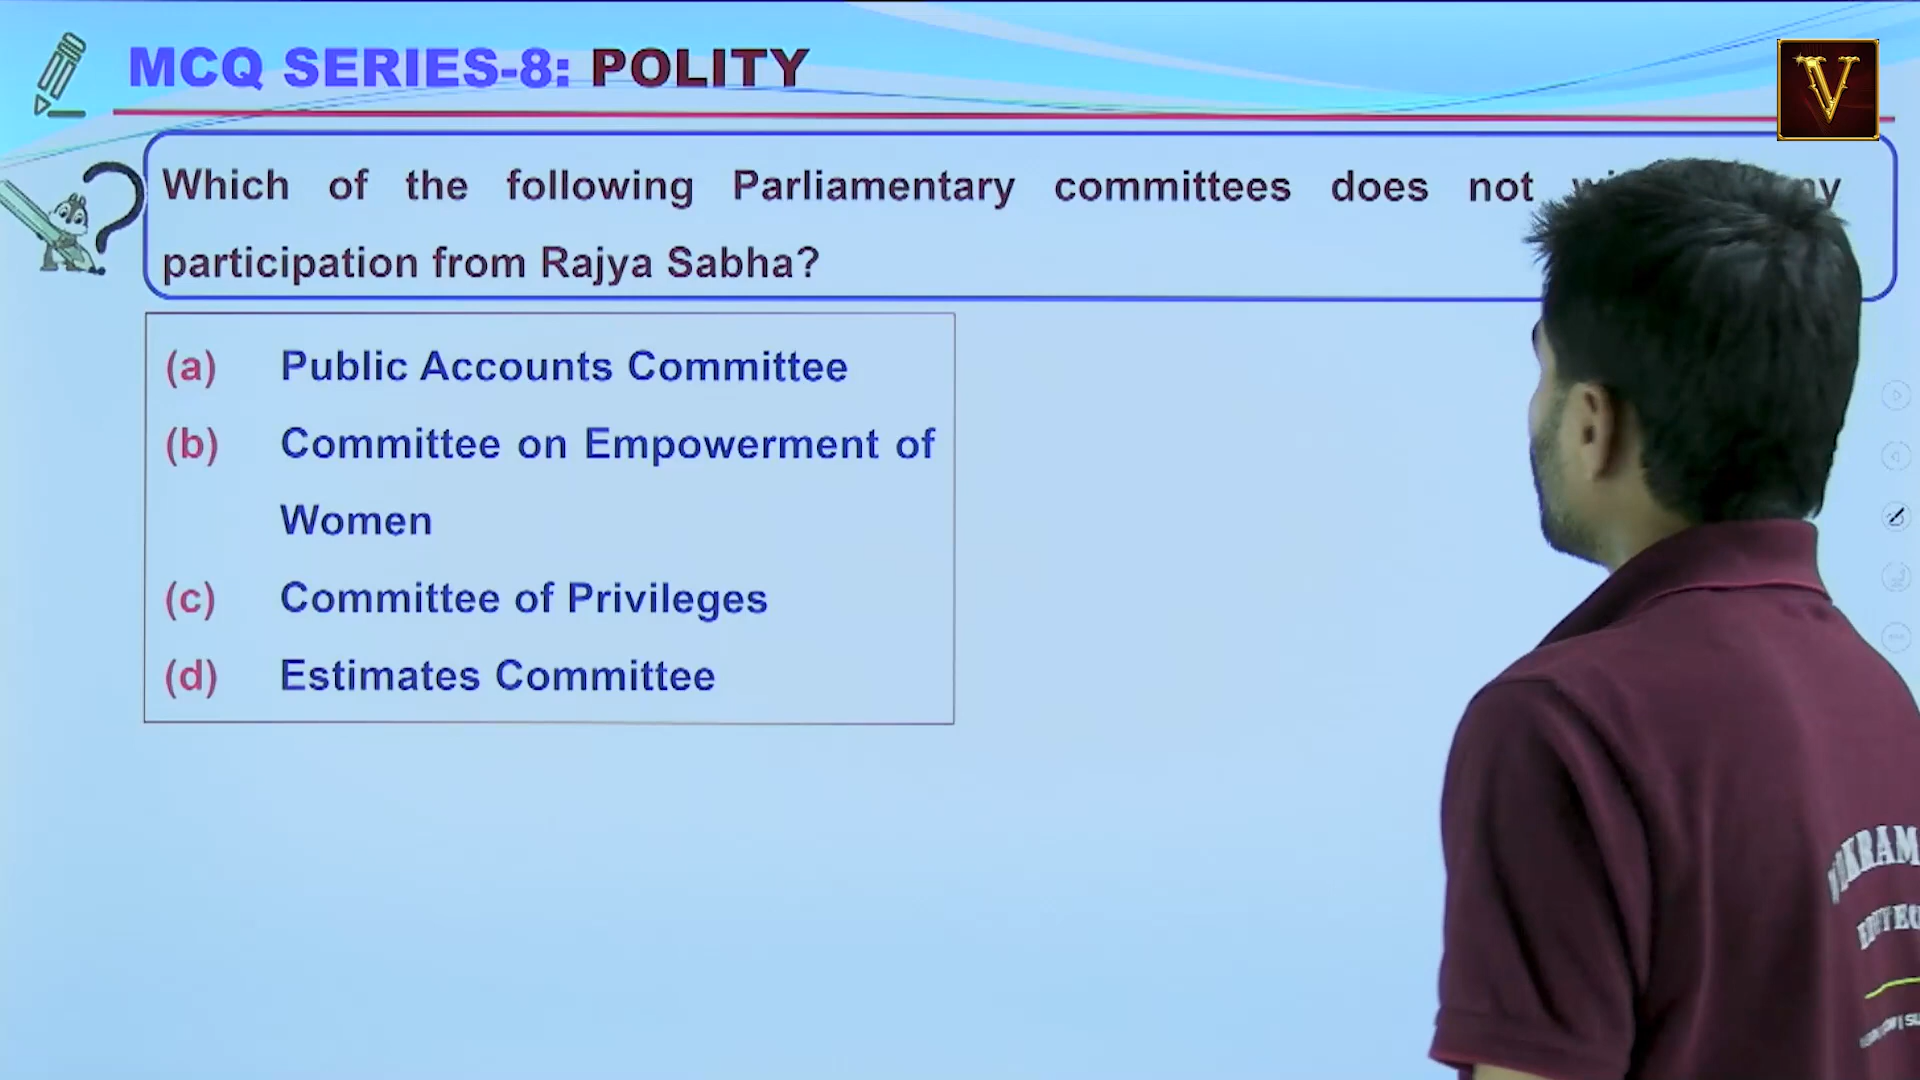 MCQ SERIES-8: POLITY
V
Which of the following Parliamentary committees does not
participation from Rajya Sabha?
(a) Public Accounts Committee
(b) Committee on Empowerment of
Women
(c) Committee of Privileges
(d) Estimates Committee